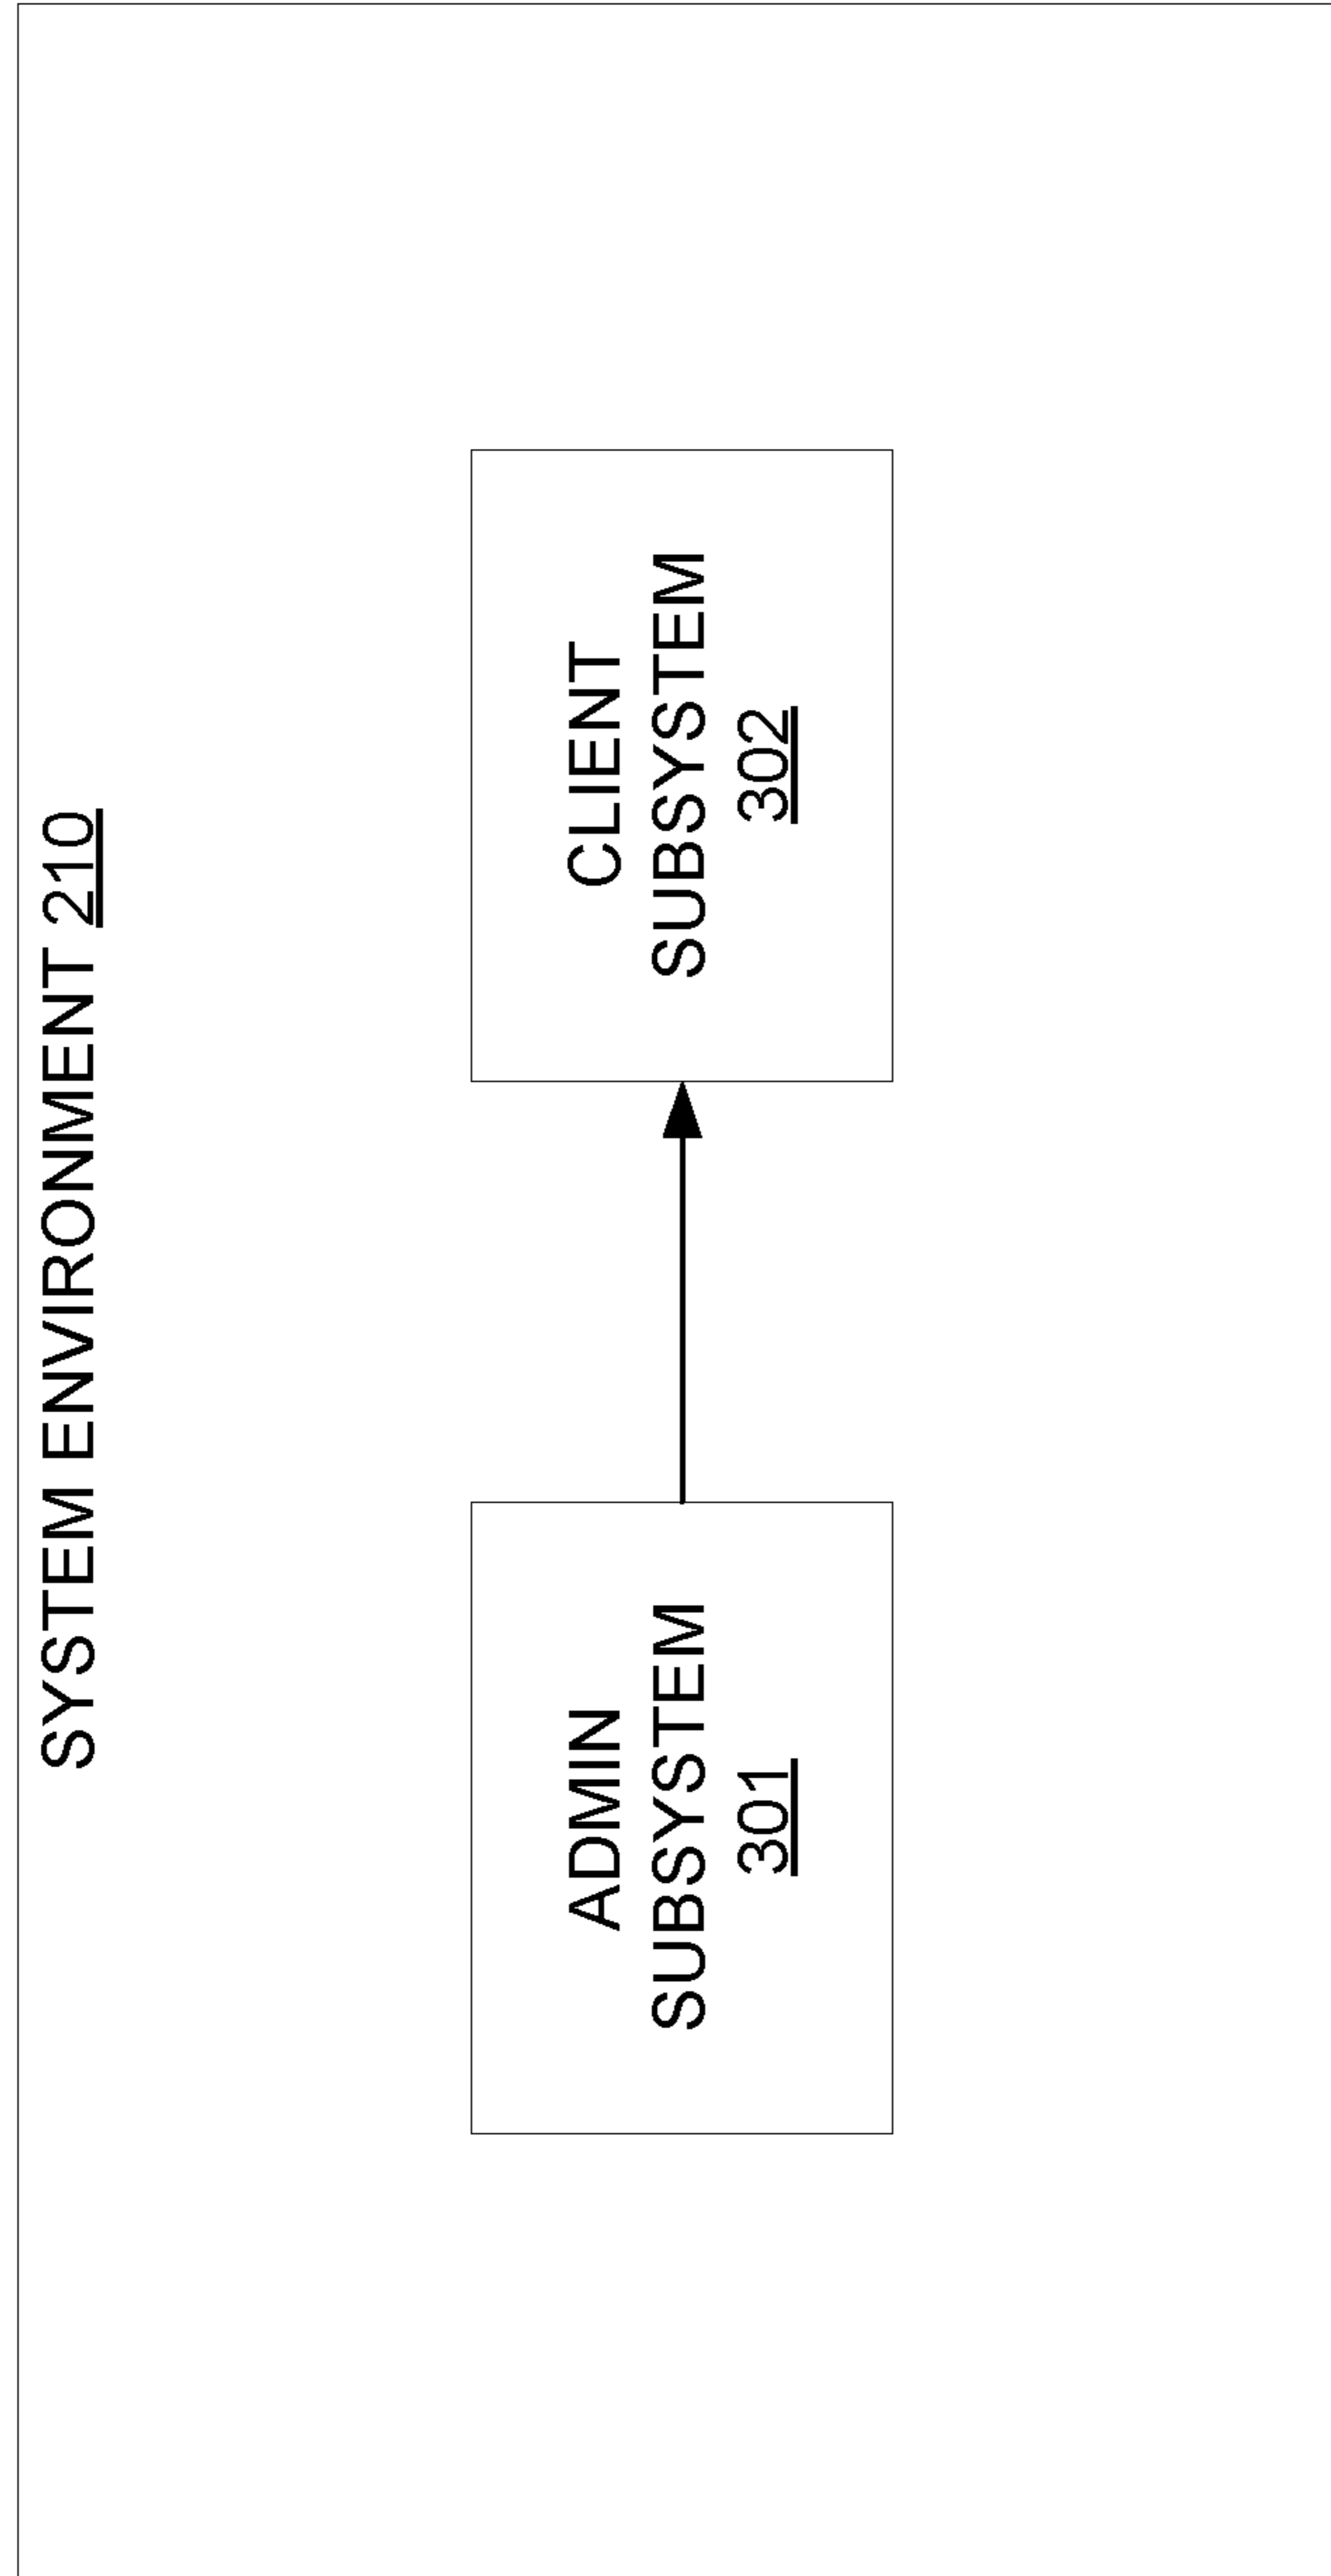 SYSTEM ENVIRONMENT 210
ADMIN
SUBSYSTEM
301
CLIENT
SUBSYSTEM
302